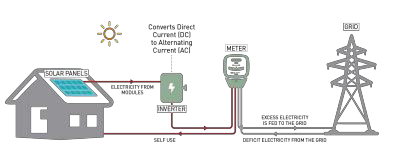 Converts Direct
Current (DC)
to Alternating
Current (AC)
GRID
METER
SOLAR PANELS
ELECTRICITY FROM
MODULES
INVERTER
EXCESS ELECTRICITY
IS FED TO THE GRID
SELF USE
DEFICIT ELECTRICITY FROM THE GRID